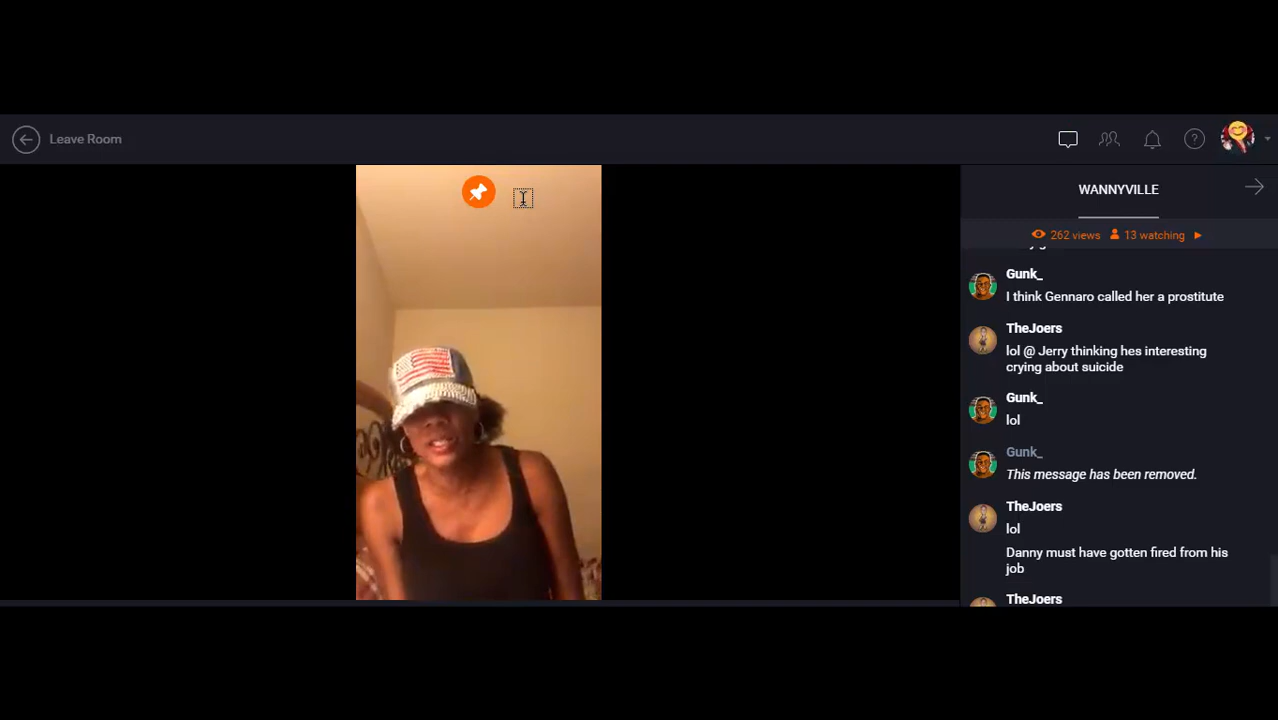 Leave Room
WANNYVILLE
262 views 13 watching
Gunk_
I think Gennaro called her a prostitute
TheJoers
lol @ Jerry thinking hes interesting
crying about suicide
Gunk_
lol
Gunk_
This message has been removed.
TheJoers
lol
Danny must have gotten fired from his
job
TheJoers